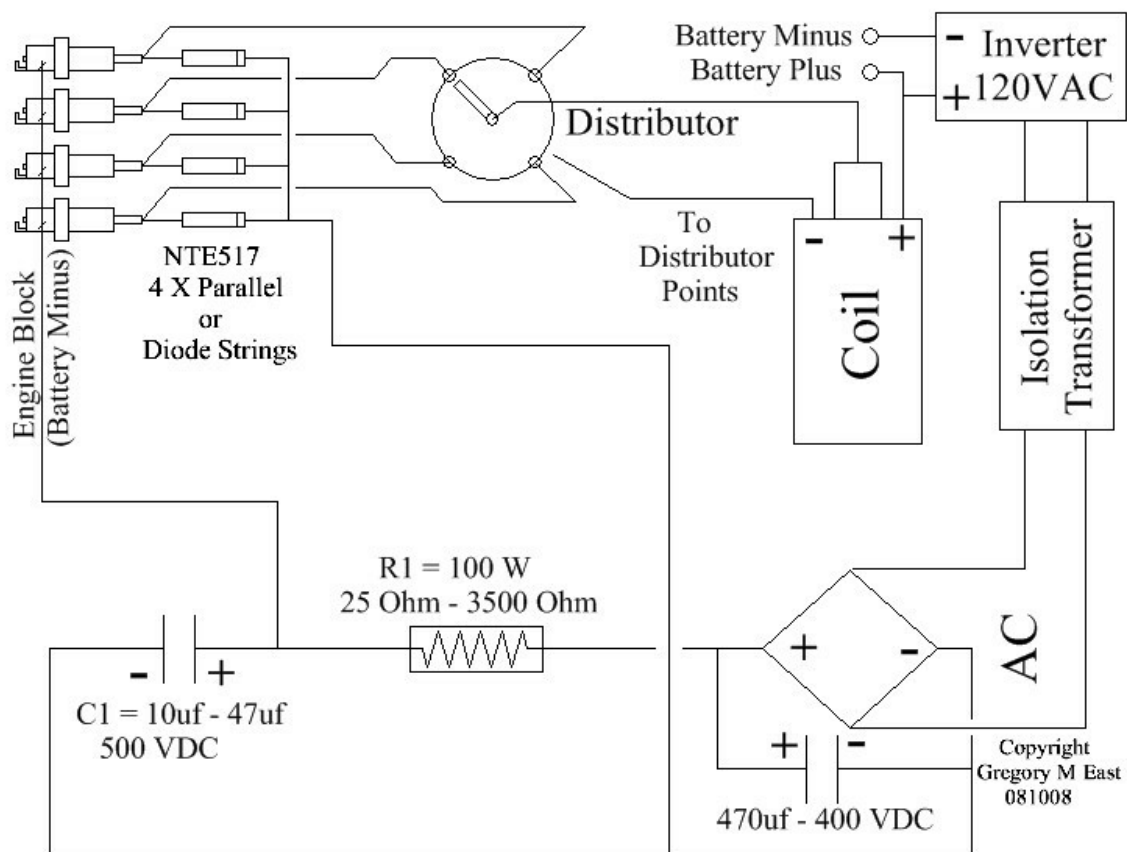 Battery Minus
Battery Plus
-
+
Inverter
120VAC
Distributor
To
Distributor
Points
-
+
Coil
Isolation
Transformer
NTE517
4 X Parallel
or
Diode Strings
Engine Block
(Battery Minus)
R1 = 100 W
25 Ohm - 3500 Ohm
-
+
C1 = 10uf - 47uf
500 VDC
+
-
AC
+
-
470uf - 400 VDC
Copyright
Gregory M East
081008